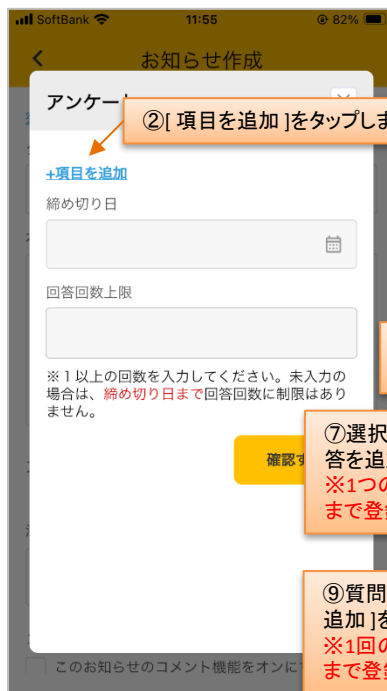 SoftBank 11:55 82%
お知らせ作成
アンケー
②[ 項目を追加 ]をタップしま
+項目を追加
締め切り日
回答回数上限
※１以上の回数を入力してください。未入力の
場合は、締め切り日まで回答回数に制限はあり
ません。
⑦選択
答を追
確認す
※1つの
まで登録
⑨質問
追加 ]を
※1回の
まで登録
このお知らせのコメント機能をオンに